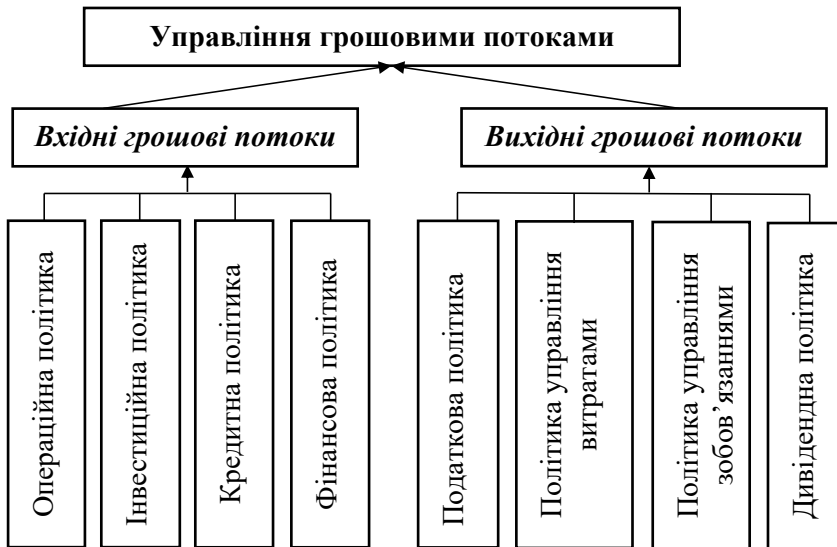 Управління грошовими потоками
Вхідні грошові потоки
Вихідні грошові потоки
Операційна політика
Інвестиційна політика
Кредитна політика
Фінансова політика
Податкова політика
Політика управління
витратами
Політика управління
зобов’язаннями
Дивідендна політика